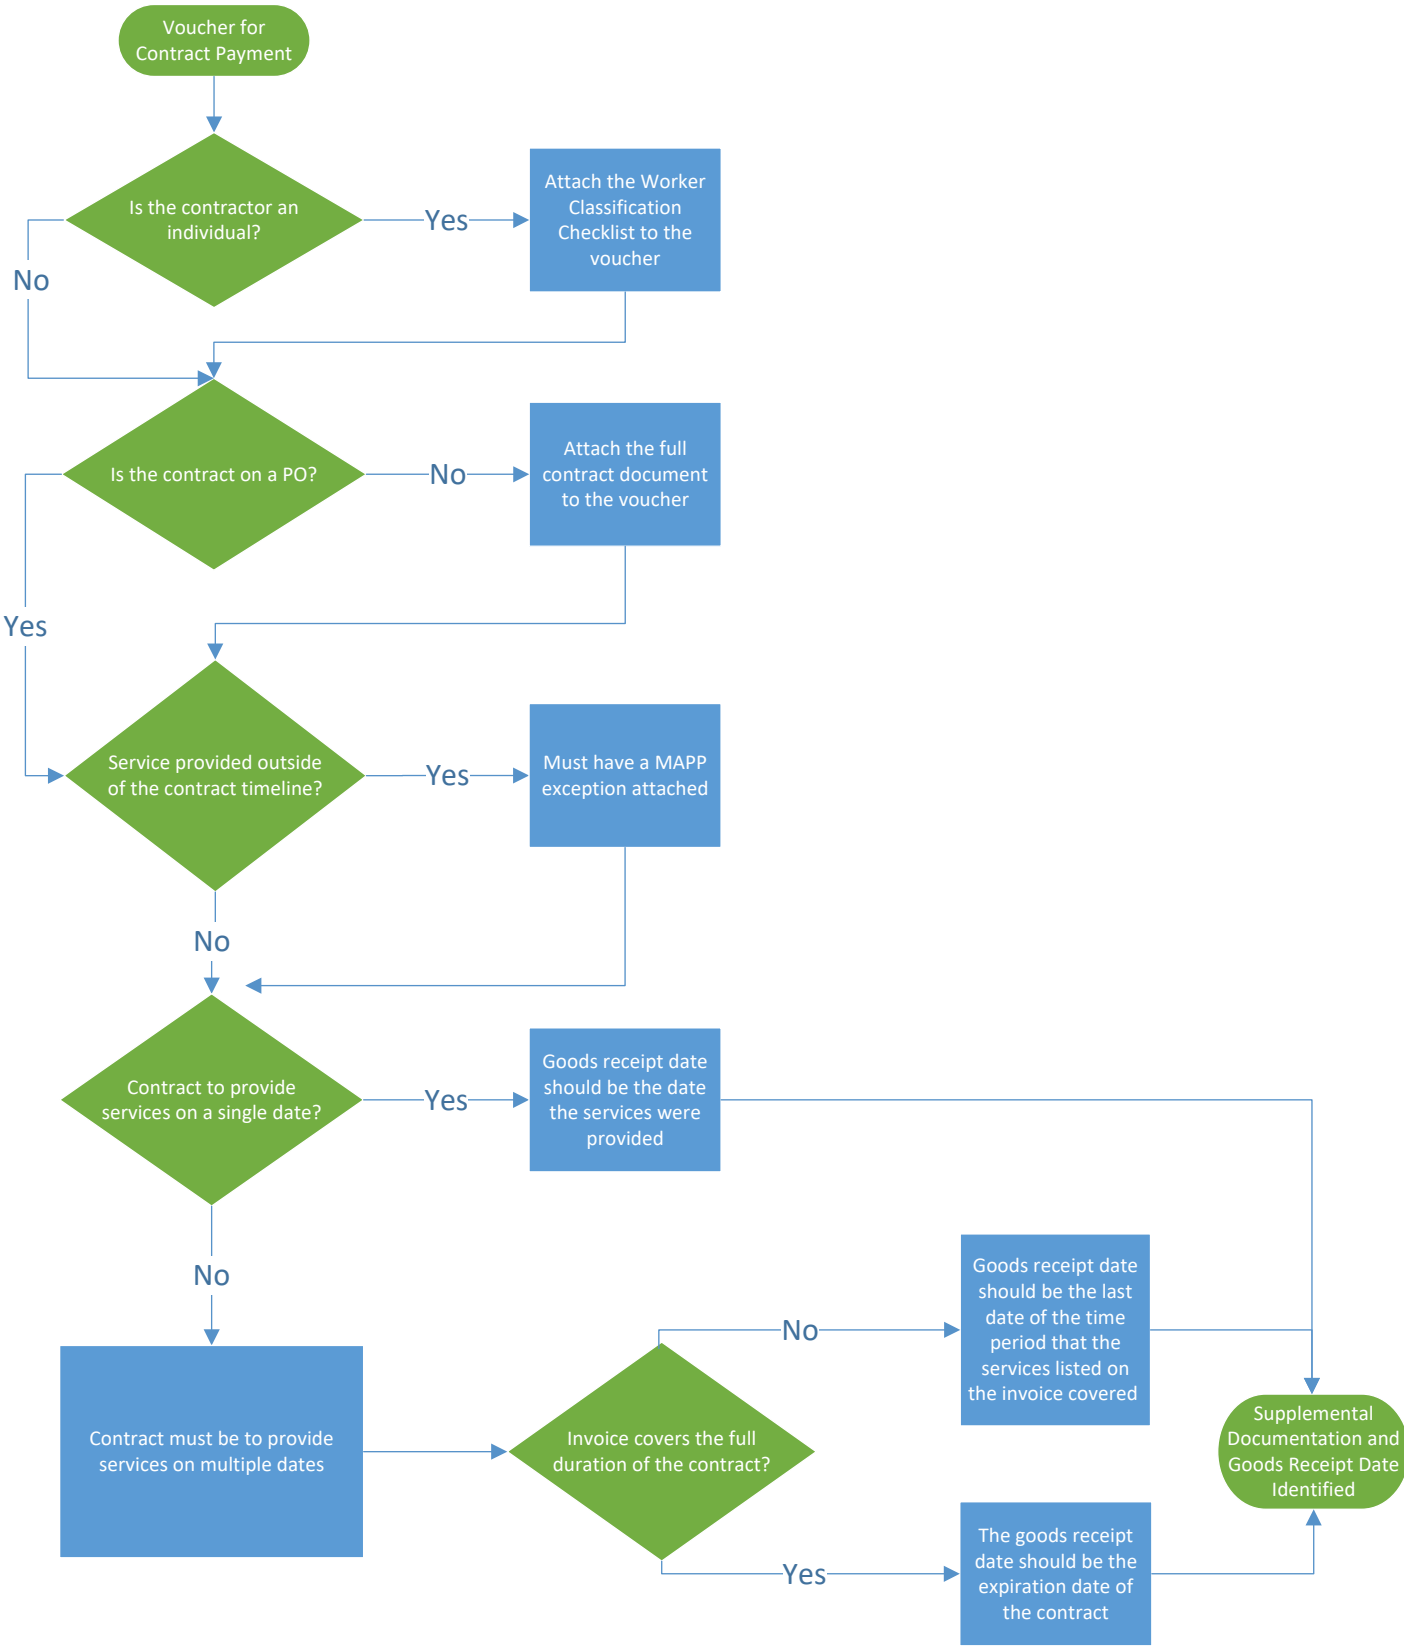 Voucher for
Contract Payment
Is the contractor an
individual?
Yes
Attach the Worker
Classification
Checklist to the
voucher
No
Is the contract on a PO?
No
Attach the full
contract document
to the voucher
Yes
Service provided outside
of the contract timeline?
Yes
Must have a MAPP
exception attached
No
Contract to provide
services on a single date?
Yes
Goods receipt date
should be the date
the services were
provided
No
Contract must be to provide
services on multiple dates
Invoice covers the full
duration of the contract?
No
Goods receipt date
should be the last
date of the time
period that the
services listed on
the invoice covered
Yes
The goods receipt
date should be the
expiration date of
the contract
Supplemental
Documentation and
Goods Receipt Date
Identified